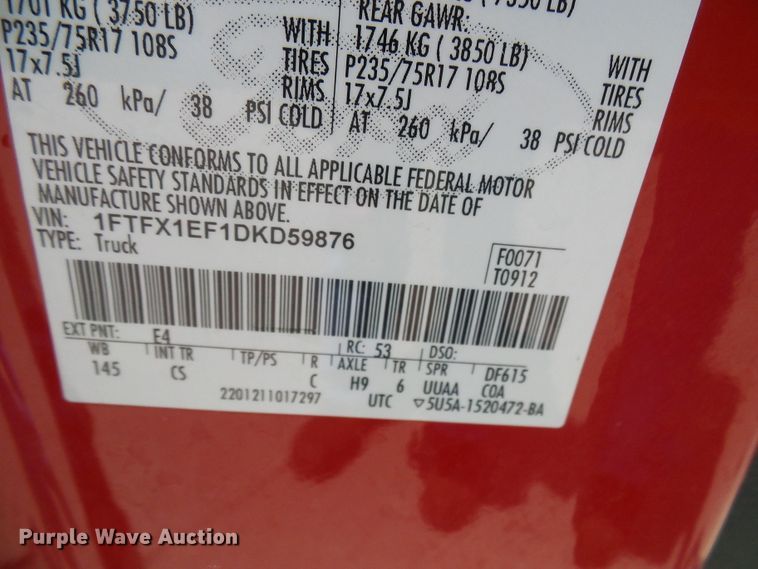 1701 KG ( 3750 LB)
P235/75R17 108S WITH
17x7.5J TIRES
RIMS
AT 260 kPa/ 38 PSI COLD
REAR GAWR:
1746 KG ( 3850 LB) WITH
P235/75R17 108S TIRES
17x7.5J RIMS
AT 260 kPa/ 38 PSI COLD
THIS VEHICLE CONFORMS TO ALL APPLICABLE FEDERAL MOTOR
VEHICLE SAFETY STANDARDS IN EFFECT ON THE DATE OF
MANUFACTURE SHOWN ABOVE.
VIN: 1FTFX1EF1DKD59876
TYPE: Truck
F0071
T0912
EXT PNT: E4 RC: 53 DSO:
WB INT TR TP/PS R AXLE TR SPR DF615
145 CS C H9 6 UUAA COA
2201211017297 UTC ▽5U5A-1520472-BA
Purple Wave Auction